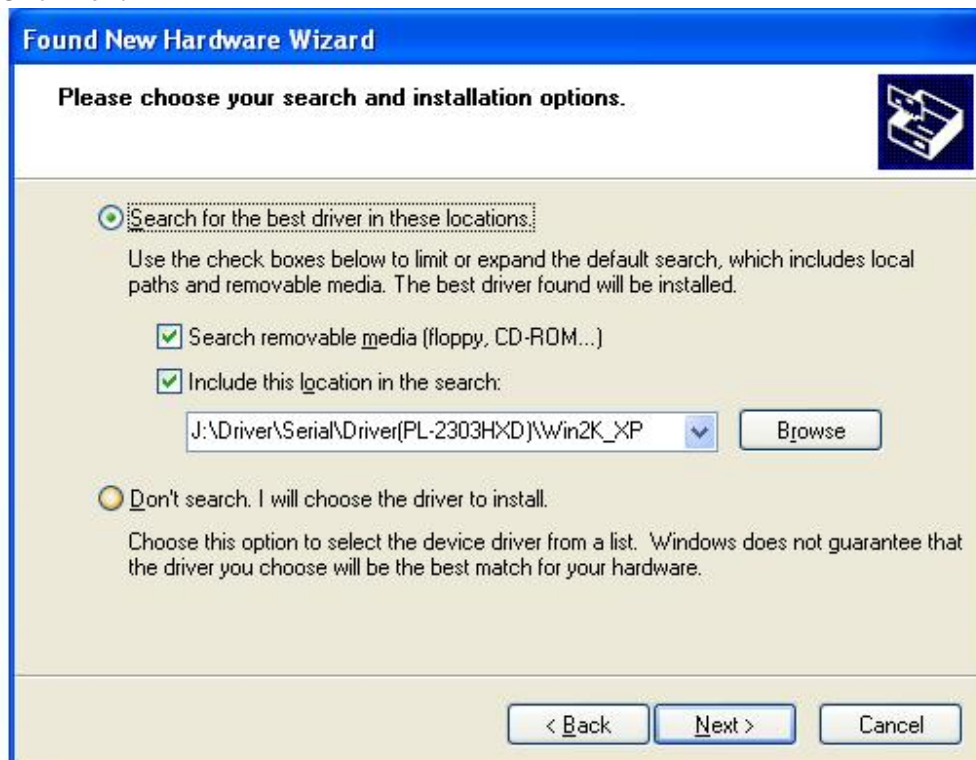 Found New Hardware Wizard
Please choose your search and installation options.
Search for the best driver in these locations.
Use the check boxes below to limit or expand the default search, which includes local
paths and removable media. The best driver found will be installed.
Search removable media (floppy, CD-ROM...)
Include this location in the search:
J:\Driver\Serial\Driver(PL-2303HXD)\Win2K_XP
Browse
Don't search. I will choose the driver to install.
Choose this option to select the device driver from a list. Windows does not guarantee that
the driver you choose will be the best match for your hardware.
< Back
Next >
Cancel